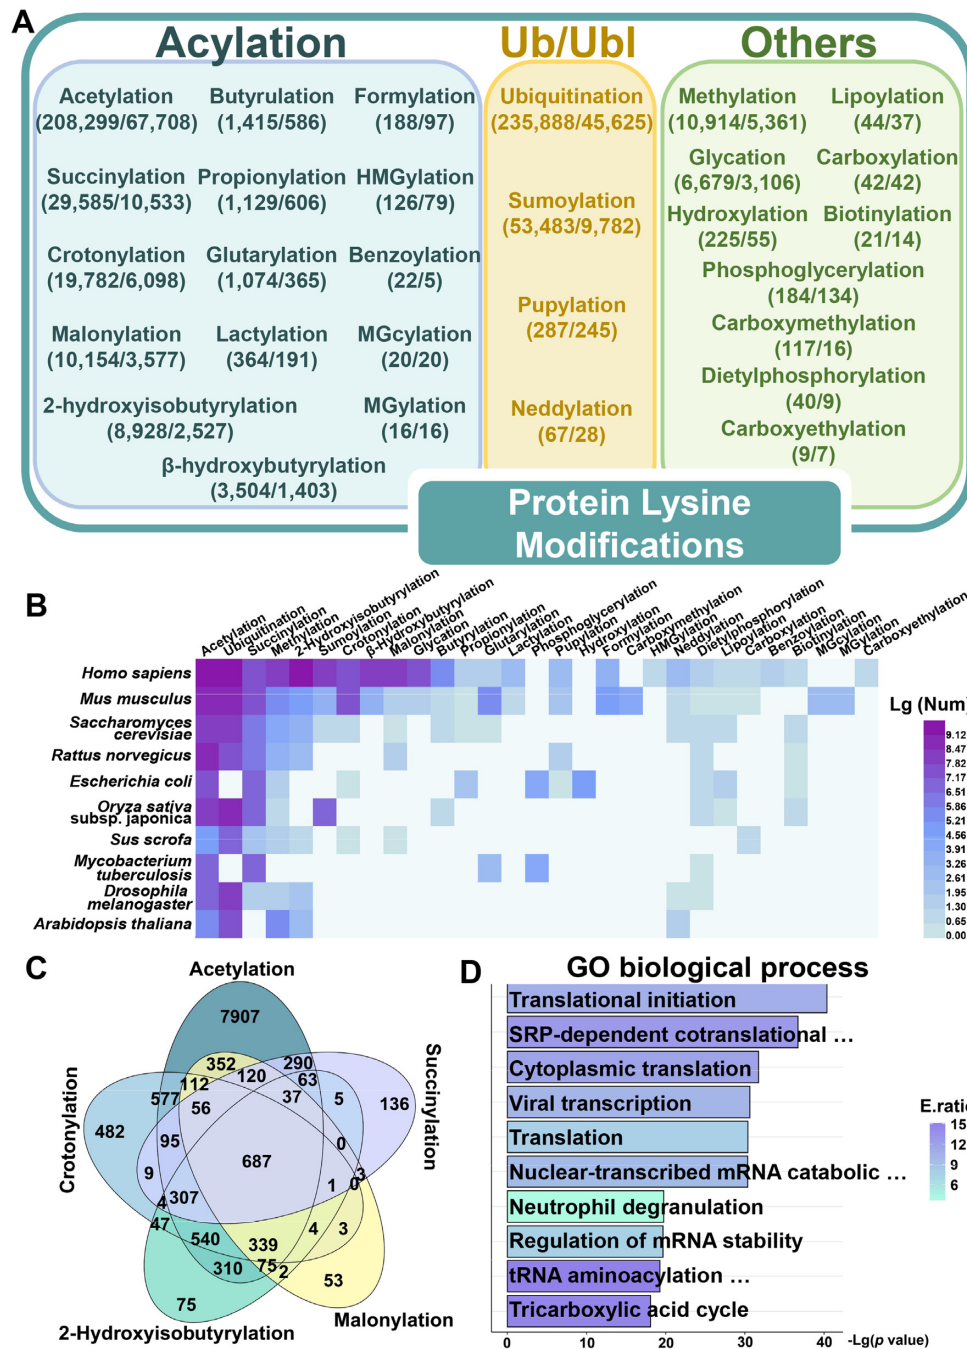 A
Acylation
Ub/Ubl
Others
Acetylation
(208,299/67,708)
Butyrulation
(1,415/586)
Formylation
(188/97)
Succinylation
(29,585/10,533)
Propionylation
(1,129/606)
HMGylation
(126/79)
Crotonylation
(19,782/6,098)
Glutarylation
(1,074/365)
Benzoylation
(22/5)
Malonylation
(10,154/3,577)
Lactylation
(364/191)
MGcylation
(20/20)
2-hydroxyisobutyrylation
(8,928/2,527)
MGylation
(16/16)
β-hydroxybutyrylation
(3,504/1,403)
Ubiquitination
(235,888/45,625)
Sumoylation
(53,483/9,782)
Pupylation
(287/245)
Neddylation
(67/28)
Methylation
(10,914/5,361)
Lipoylation
(44/37)
Glycation
(6,679/3,106)
Carboxylation
(42/42)
Hydroxylation
(225/55)
Biotinylation
(21/14)
Phosphoglycerylation
(184/134)
Carboxymethylation
(117/16)
Dietylphosphorylation
(40/9)
Carboxyethylation
(9/7)
Protein Lysine
Modifications
B
Acetylation
Ubiquitination
Succinylation
Methylation
2-Hydroxyisobutyrylation
Sumoylation
Crotonylation
β-Hydroxybutyrylation
Malonylation
Glycation
Butyrylation
Propionylation
Glutarylation
Lactylation
Phosphoglycerylation
Pupylation
Hydroxylation
Formylation
Carboxymethylation
HMGylation
Neddylation
Dietylphosphorylation
Lipoylation
Carboxylation
Benzoylation
Biotinylation
MGcylation
MGylation
Carboxyethylation
Homo sapiens
Mus musculus
Saccharomyces
cerevisiae
Rattus norvegicus
Escherichia coli
Oryza sativa
subsp. japonica
Sus scrofa
Mycobacterium
tuberculosis
Drosophila
melanogaster
Arabidopsis thaliana
Lg (Num)
9.12
8.47
7.82
7.17
6.51
5.86
5.21
4.56
3.91
3.26
2.61
1.95
1.30
0.65
0.00
C
Acetylation
Succinylation
Malonylation
2-Hydroxyisobutyrylation
Crotonylation
7907
352
290
112
120
63
577
56
37
5
136
482
95
0
687
9
3
1
0
4
307
47
4
3
540
339
310
75
2
53
75
D
GO biological process
Translational initiation
SRP-dependent cotranslational …
Cytoplasmic translation
Viral transcription
Translation
Nuclear-transcribed mRNA catabolic …
Neutrophil degranulation
Regulation of mRNA stability
tRNA aminoacylation …
Tricarboxylic acid cycle
0
10
20
30
40
-Lg(p value)
E.ratio
15
12
9
6